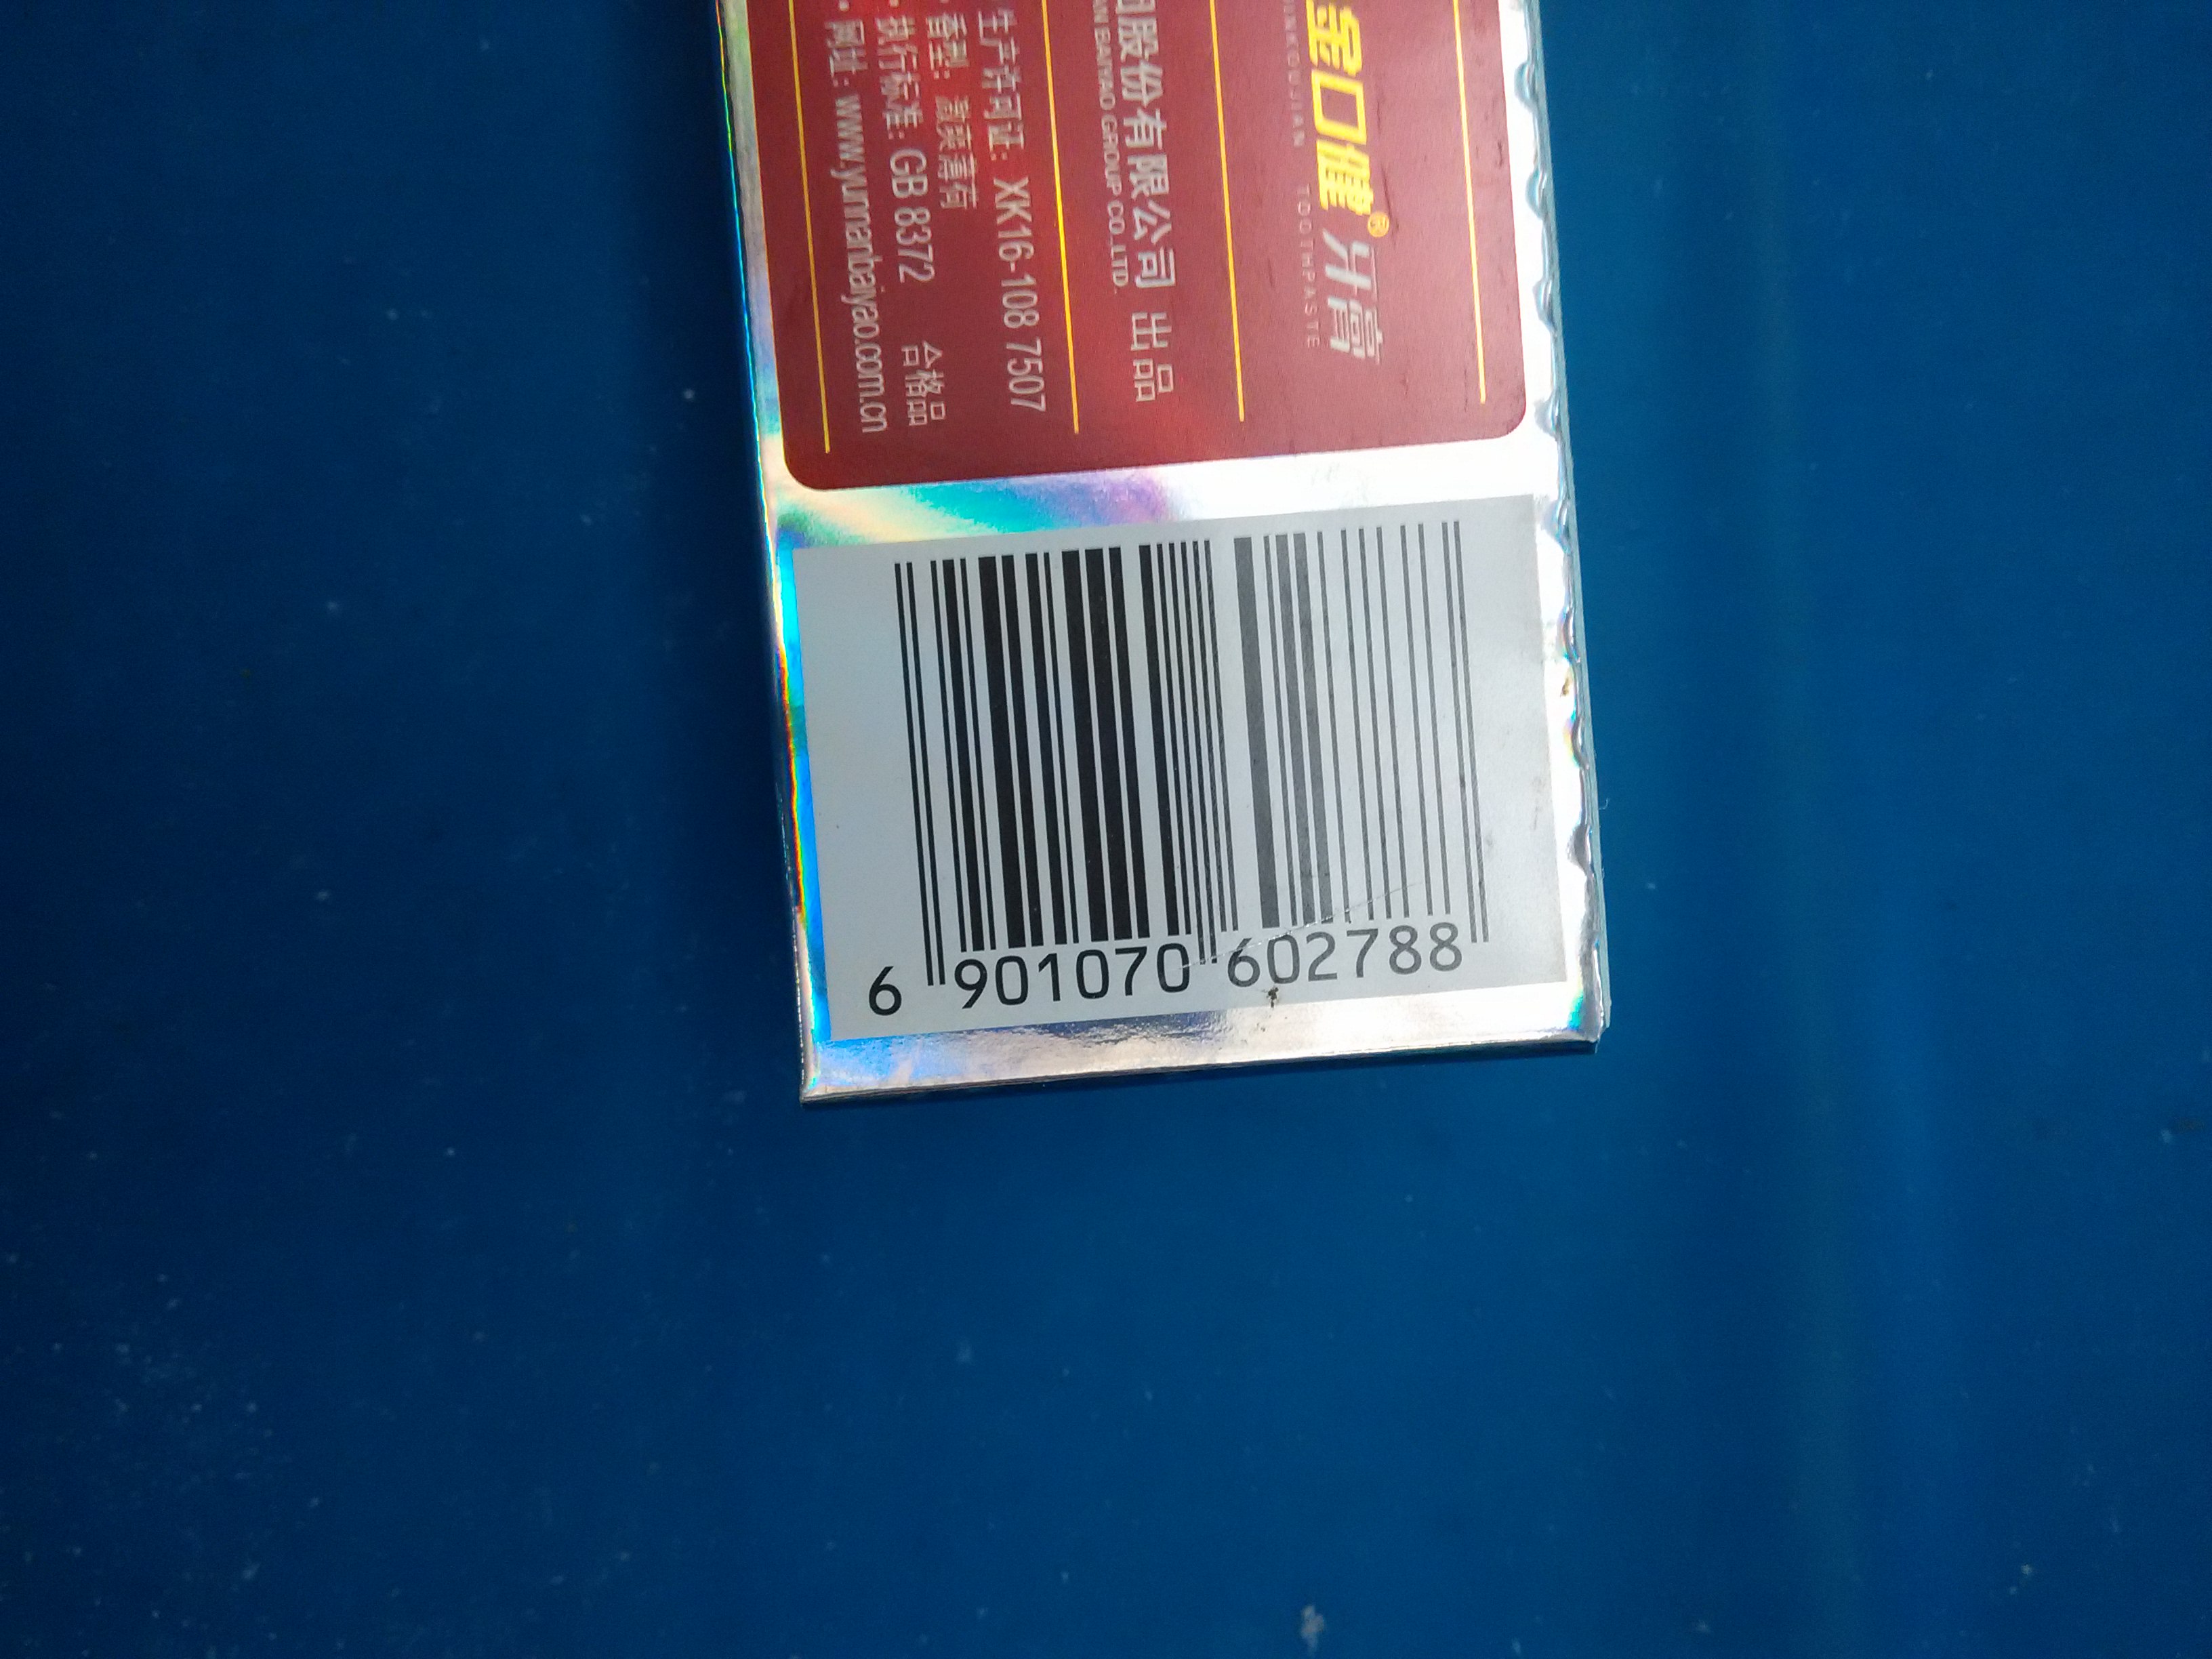 金口健® 牙膏
TOOTHPASTE
股份有限公司 出品
GROUP CO.,LTD.
生产许可证: XK16-108 7507
· 香型: 激爽薄荷
· 执行标准: GB 8372 合格品
· 网址: www.yunnanbaiyao.com.cn
6 901070 602788